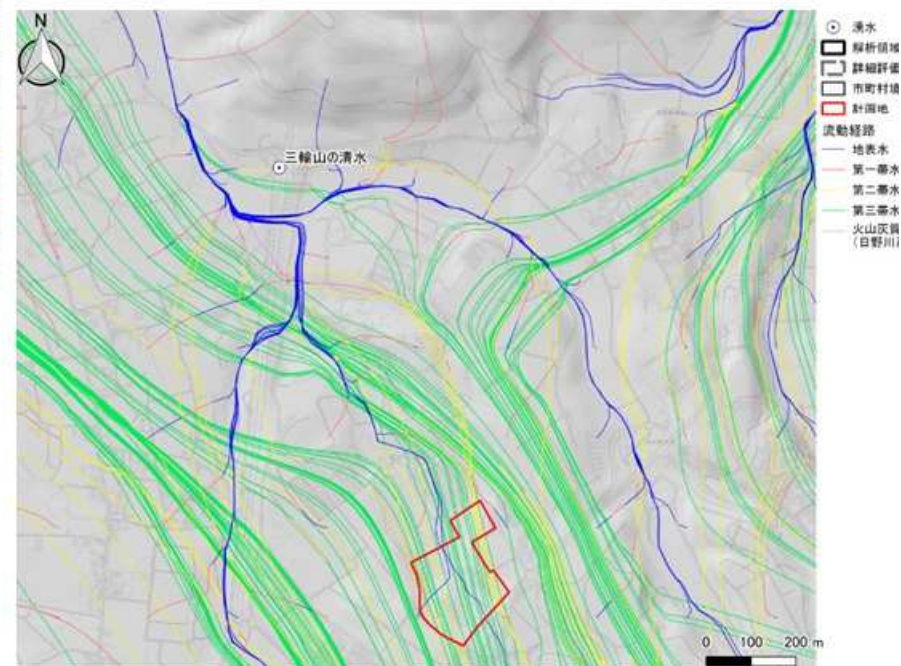 N
三輪山の清水
湧水
解析領域
詳細評価
市町村境
計画地
流動経路
地表水
第一帯水
第二帯水
第三帯水
火山灰質
(日野川
0 100 200 m